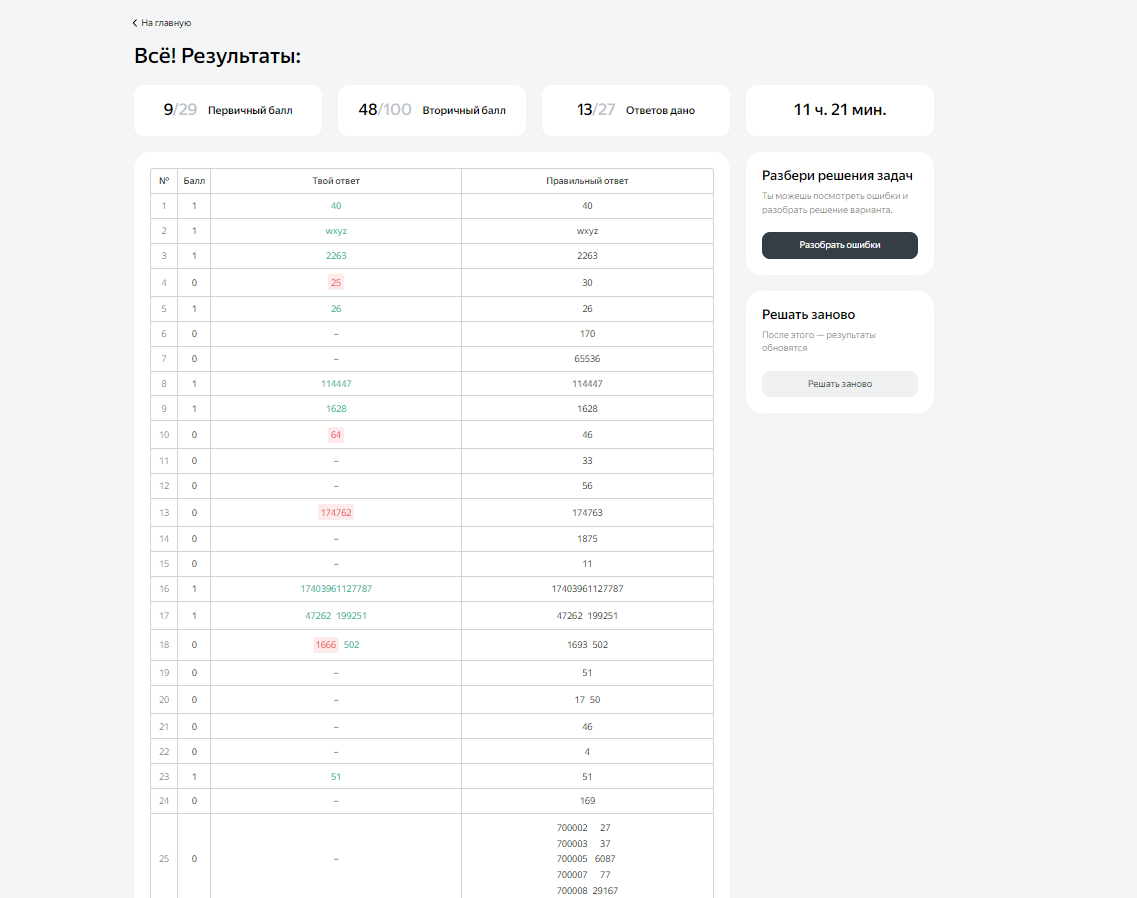 На главную
Всё! Результаты:
9/29 Первичный балл
48/100 Вторичный балл
13/27 Ответов дано
11 ч. 21 мин.
№ Балл Твой ответ Правильный ответ
1 1 40 40
2 1 wxyz wxyz
3 1 2263 2263
4 0 25 30
5 1 26 26
6 0 – 170
7 0 – 65536
8 1 114447 114447
9 1 1628 1628
10 0 64 46
11 0 – 33
12 0 – 56
13 0 174762 174763
14 0 – 1875
15 0 – 11
16 1 17403961127787 17403961127787
17 1 47262 199251 47262 199251
18 0 1666 502 1693 502
19 0 – 51
20 0 – 17 50
21 0 – 46
22 0 – 4
23 1 51 51
24 0 – 169
25 0 –
700002 27
700003 37
700005 6087
700007 77
700008 29167
Разбери решения задач
Ты можешь посмотреть ошибки и
разобрать решение варианта.
Разобрать ошибки
Решать заново
После этого — результаты
обновятся
Решать заново